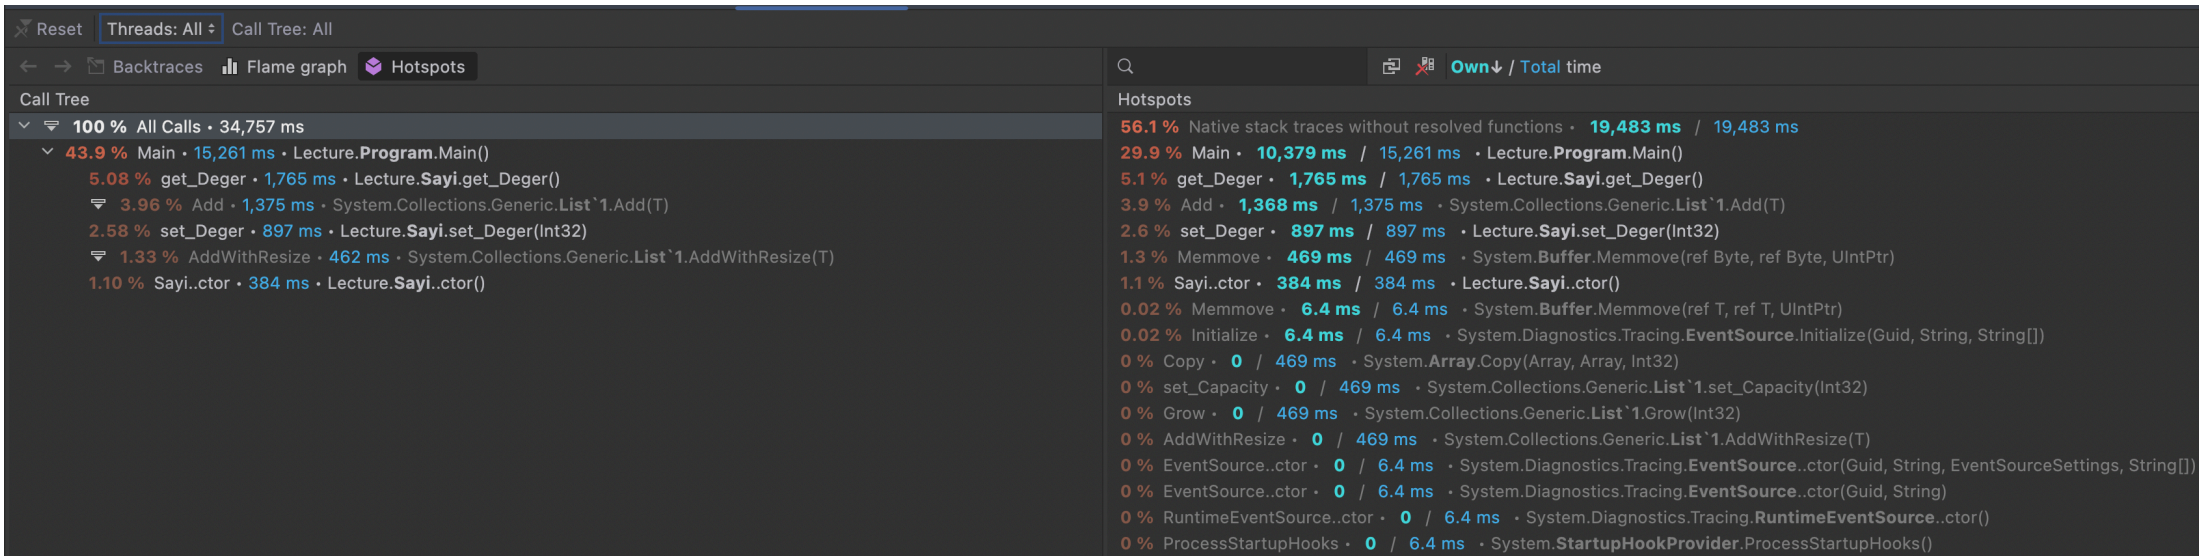 Reset Threads: All Call Tree: All
Backtraces Flame graph Hotspots
Own↓ / Total time
Call Tree
100 % All Calls • 34,757 ms
43.9 % Main • 15,261 ms • Lecture.Program.Main()
5.08 % get_Deger • 1,765 ms • Lecture.Sayi.get_Deger()
3.96 % Add • 1,375 ms • System.Collections.Generic.List`1.Add(T)
2.58 % set_Deger • 897 ms • Lecture.Sayi.set_Deger(Int32)
1.33 % AddWithResize • 462 ms • System.Collections.Generic.List`1.AddWithResize(T)
1.10 % Sayi..ctor • 384 ms • Lecture.Sayi..ctor()
Hotspots
56.1 % Native stack traces without resolved functions • 19,483 ms / 19,483 ms
29.9 % Main • 10,379 ms / 15,261 ms • Lecture.Program.Main()
5.1 % get_Deger • 1,765 ms / 1,765 ms • Lecture.Sayi.get_Deger()
3.9 % Add • 1,368 ms / 1,375 ms • System.Collections.Generic.List`1.Add(T)
2.6 % set_Deger • 897 ms / 897 ms • Lecture.Sayi.set_Deger(Int32)
1.3 % Memmove • 469 ms / 469 ms • System.Buffer.Memmove(ref Byte, ref Byte, UIntPtr)
1.1 % Sayi..ctor • 384 ms / 384 ms • Lecture.Sayi..ctor()
0.02 % Memmove • 6.4 ms / 6.4 ms • System.Buffer.Memmove(ref T, ref T, UIntPtr)
0.02 % Initialize • 6.4 ms / 6.4 ms • System.Diagnostics.Tracing.EventSource.Initialize(Guid, String, String[])
0 % Copy • 0 / 469 ms • System.Array.Copy(Array, Array, Int32)
0 % set_Capacity • 0 / 469 ms • System.Collections.Generic.List`1.set_Capacity(Int32)
0 % Grow • 0 / 469 ms • System.Collections.Generic.List`1.Grow(Int32)
0 % AddWithResize • 0 / 469 ms • System.Collections.Generic.List`1.AddWithResize(T)
0 % EventSource..ctor • 0 / 6.4 ms • System.Diagnostics.Tracing.EventSource..ctor(Guid, String, EventSourceSettings, String[])
0 % EventSource..ctor • 0 / 6.4 ms • System.Diagnostics.Tracing.EventSource..ctor(Guid, String)
0 % RuntimeEventSource..ctor • 0 / 6.4 ms • System.Diagnostics.Tracing.RuntimeEventSource..ctor()
0 % ProcessStartupHooks • 0 / 6.4 ms • System.StartupHookProvider.ProcessStartupHooks()